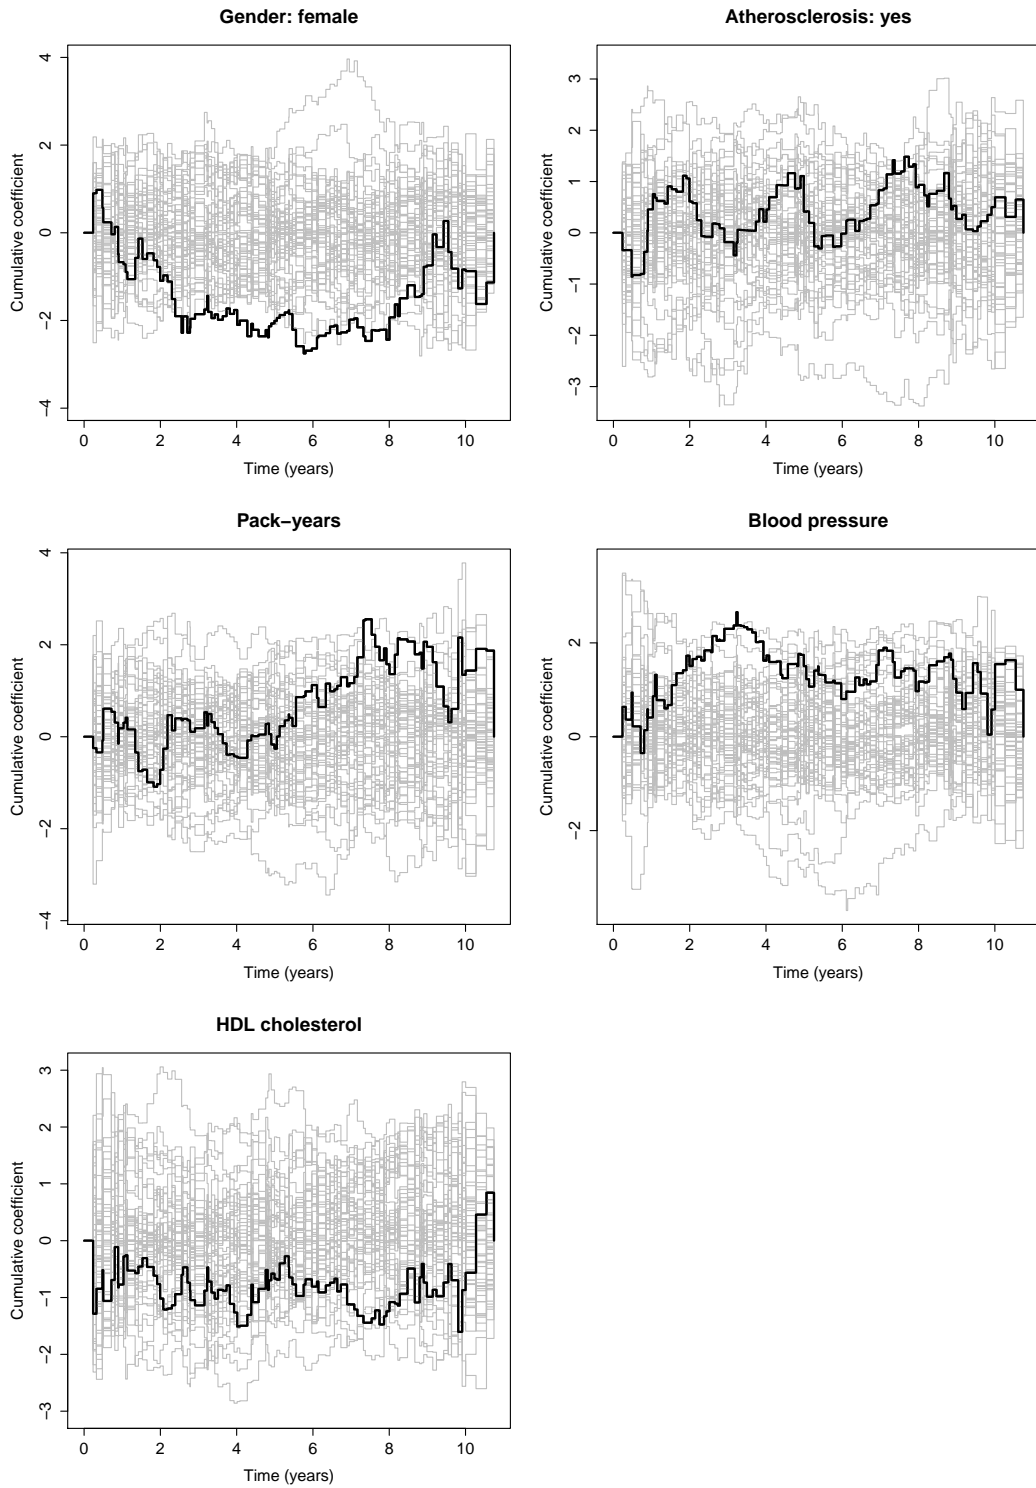 Gender: female
Cumulative coefficient
4
2
0
−2
−4
0 2 4 6 8 10
Time (years)
Atherosclerosis: yes
Cumulative coefficient
3
2
1
0
−1
−2
−3
0 2 4 6 8 10
Time (years)
Pack−years
Cumulative coefficient
4
2
0
−2
−4
0 2 4 6 8 10
Time (years)
Blood pressure
Cumulative coefficient
2
0
−2
0 2 4 6 8 10
Time (years)
HDL cholesterol
Cumulative coefficient
3
2
1
0
−1
−2
−3
0 2 4 6 8 10
Time (years)